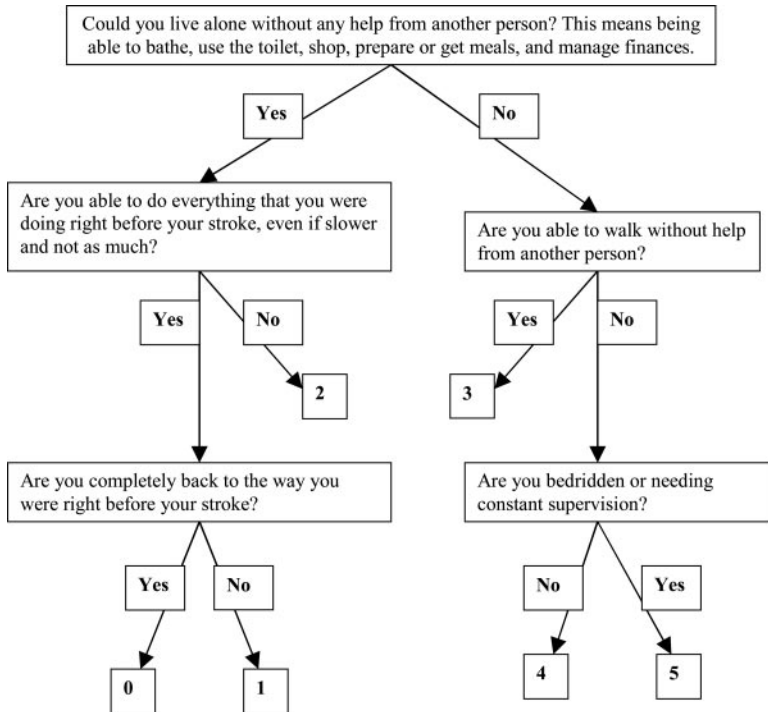 Could you live alone without any help from another person? This means being
able to bathe, use the toilet, shop, prepare or get meals, and manage finances.
Yes
No
Are you able to do everything that you were
doing right before your stroke, even if slower
and not as much?
Are you able to walk without help
from another person?
Yes
No
Yes
No
2
3
Are you completely back to the way you
were right before your stroke?
Are you bedridden or needing
constant supervision?
Yes
No
No
Yes
0
1
4
5